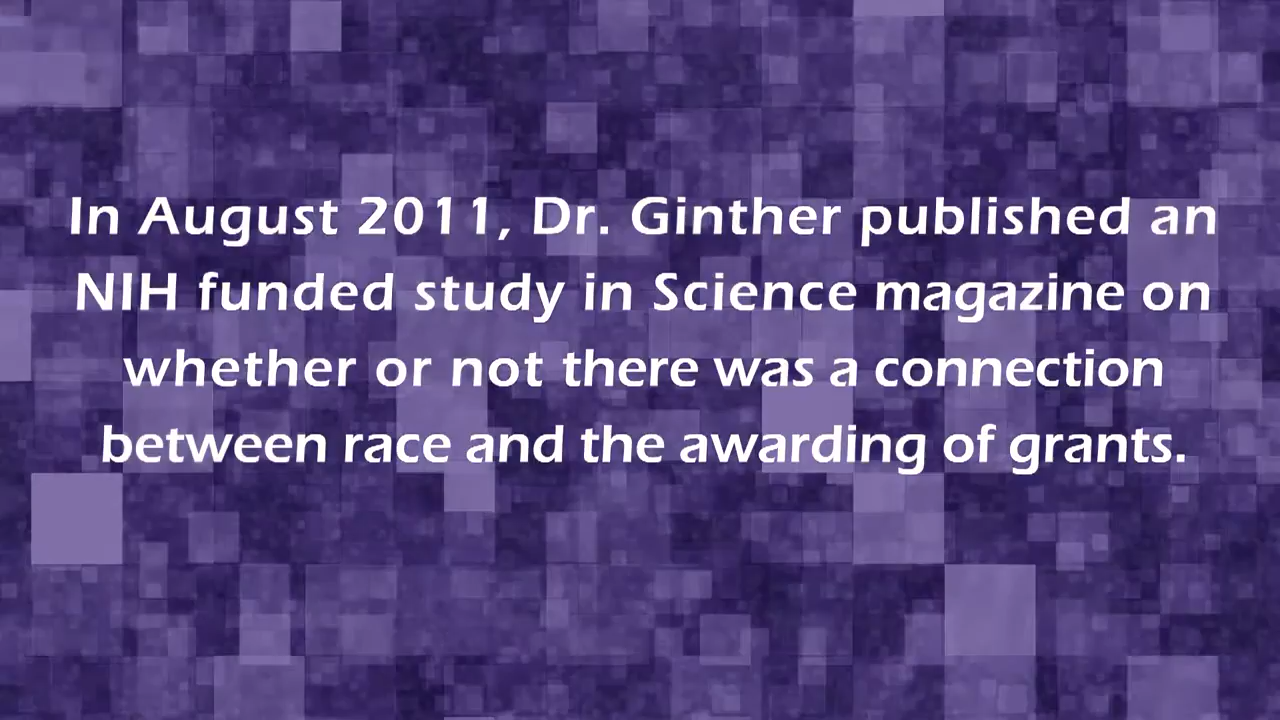 In August 2011, Dr. Ginther published an
NIH funded study in Science magazine on
whether or not there was a connection
between race and the awarding of grants.